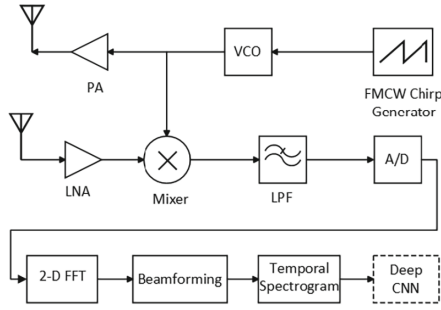 VCO
PA
FMCW Chirp
Generator
LNA
Mixer
LPF
A/D
2-D FFT
Beamforming
Temporal
Spectrogram
Deep
CNN